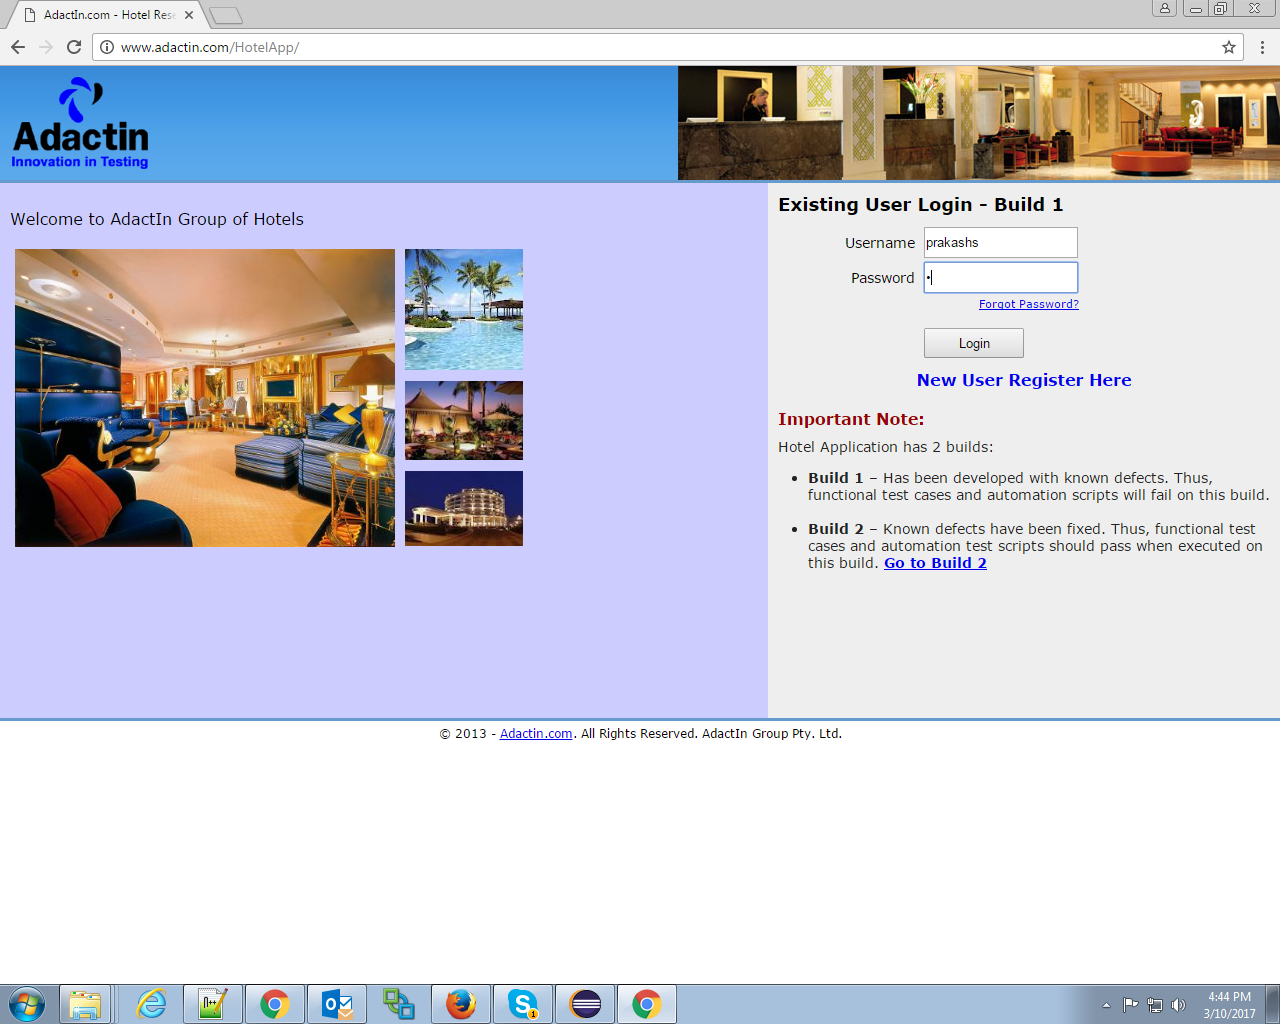 AdactIn.com - Hotel Rese
www.adactin.com/HotelApp/
Adactin
Innovation in Testing
Welcome to AdactIn Group of Hotels
Existing User Login - Build 1
Username prakashs
Password •
Forgot Password?
Login
New User Register Here
Important Note:
Hotel Application has 2 builds:
• Build 1 – Has been developed with known defects. Thus,
functional test cases and automation scripts will fail on this build.
• Build 2 – Known defects have been fixed. Thus, functional test
cases and automation test scripts should pass when executed on
this build. Go to Build 2
© 2013 - Adactin.com. All Rights Reserved. AdactIn Group Pty. Ltd.
1
4:44 PM
3/10/2017